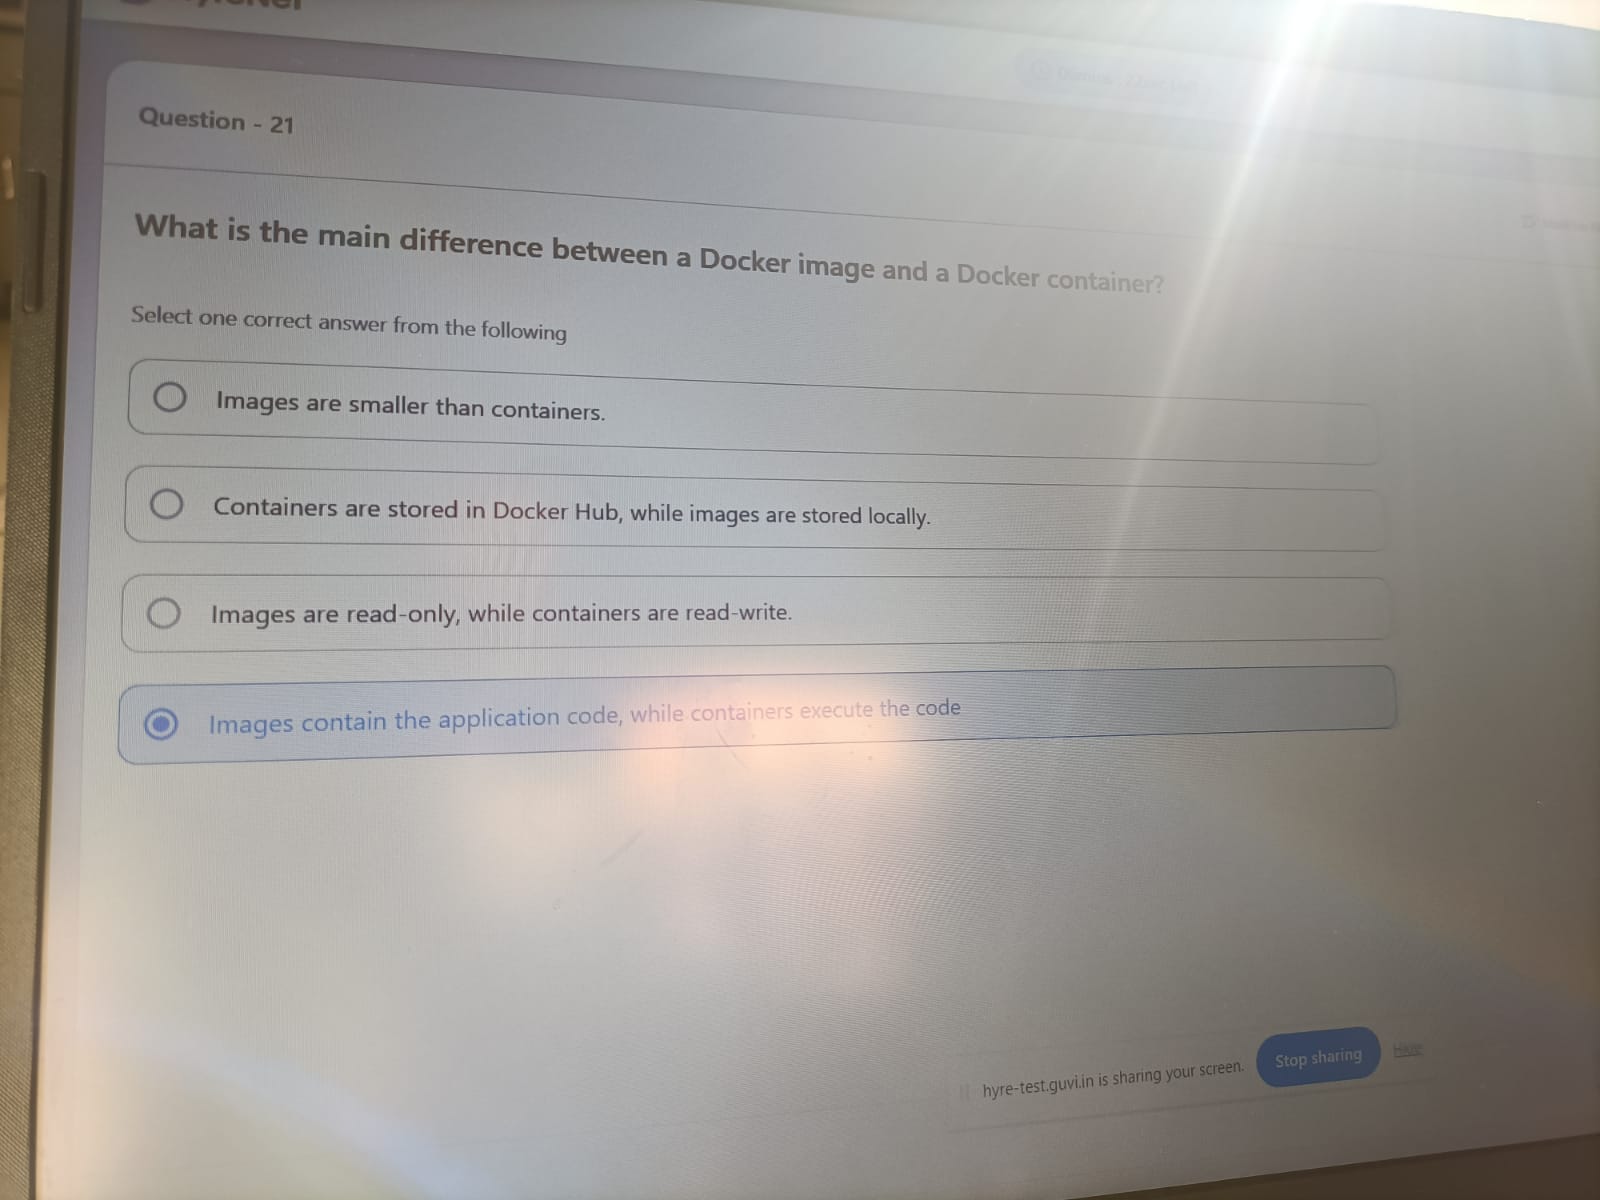 Question - 21
What is the main difference between a Docker image and a Docker container?
Select one correct answer from the following
Images are smaller than containers.
Containers are stored in Docker Hub, while images are stored locally.
Images are read-only, while containers are read-write.
Images contain the application code, while containers execute the code
hyre-test.guvi.in is sharing your screen.
Stop sharing
Hide